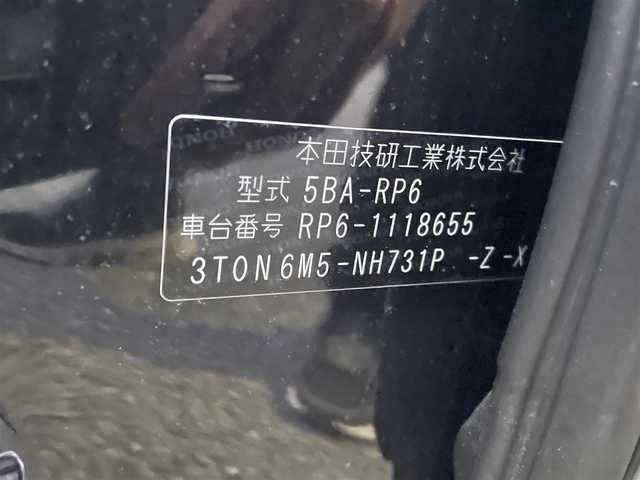 本田技研工業株式会社
型式 5BA-RP6
車台番号 RP6-1118655
3TON6M5-NH731P -Z-X